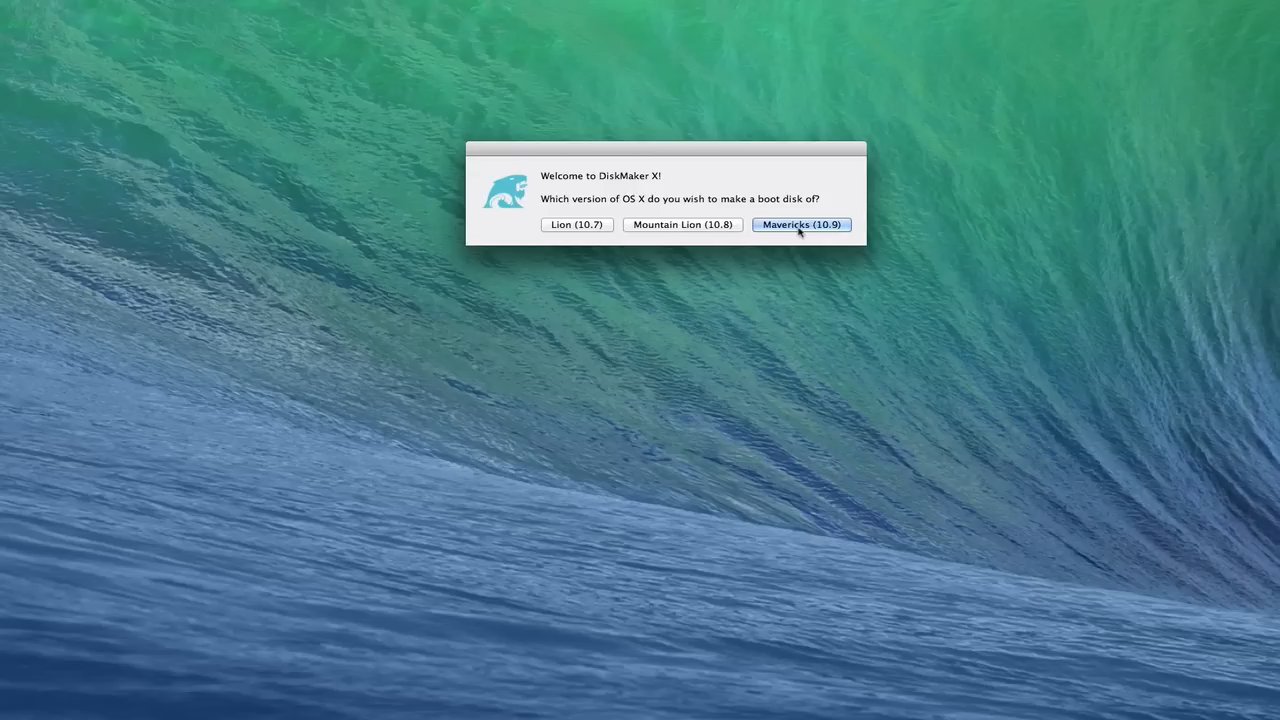 Welcome to DiskMaker X!
Which version of OS X do you wish to make a boot disk of?
Lion (10.7) Mountain Lion (10.8) Mavericks (10.9)